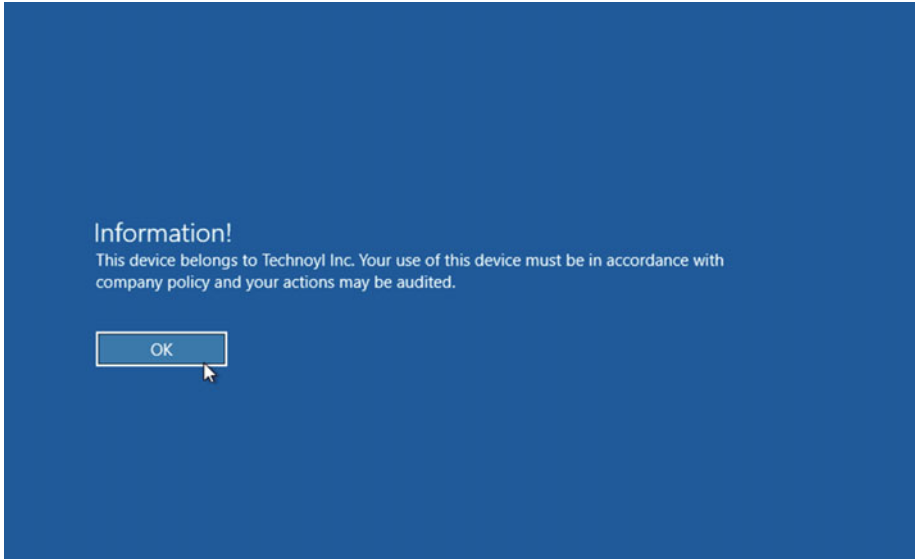 Information!
This device belongs to Technoyl Inc. Your use of this device must be in accordance with
company policy and your actions may be audited.
OK